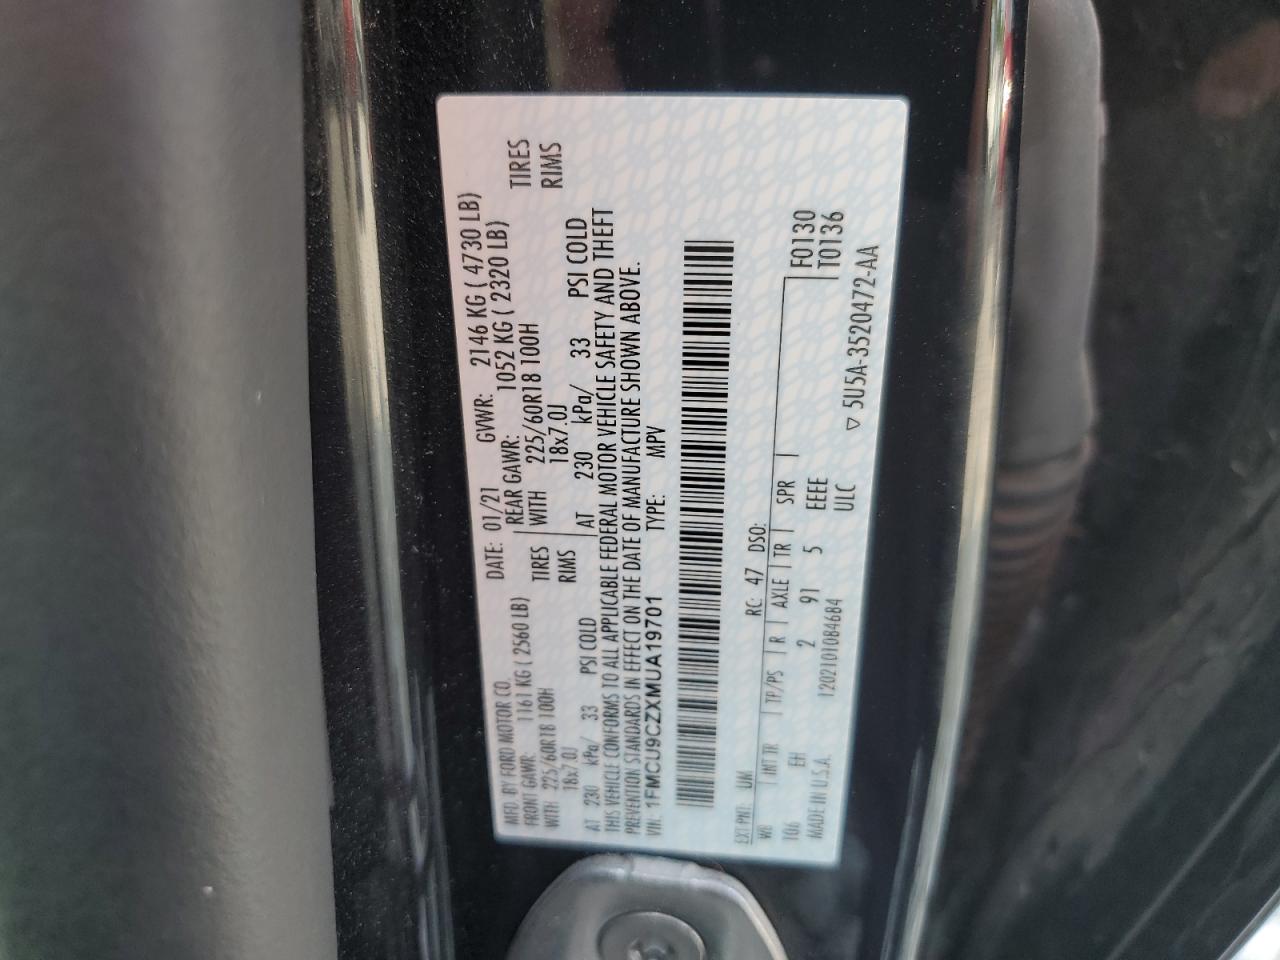 MFD. BY FORD MOTOR CO.
DATE: 01/21 GVWR: 2146 KG ( 4730 LB)
FRONT GAWR: 1161 KG ( 2560 LB) REAR GAWR: 1052 KG ( 2320 LB)
WITH 225/60R18 100H TIRES WITH 225/60R18 100H TIRES
18x7.0J RIMS 18x7.0J RIMS
AT 230 kPa/ 33 PSI COLD AT 230 kPa/ 33 PSI COLD
THIS VEHICLE CONFORMS TO ALL APPLICABLE FEDERAL MOTOR VEHICLE SAFETY AND THEFT
PREVENTION STANDARDS IN EFFECT ON THE DATE OF MANUFACTURE SHOWN ABOVE.
VIN: 1FMCU9CZXMUA19701 TYPE: MPV
EXT PNT: UM RC: 47 DSO:
WB INT TR TP/PS R AXLE TR SPR F0130
106 EH 2 91 5 EEEE T0136
MADE IN U.S.A. 1202101084684 ULC
▽ 5U5A-3520472-AA